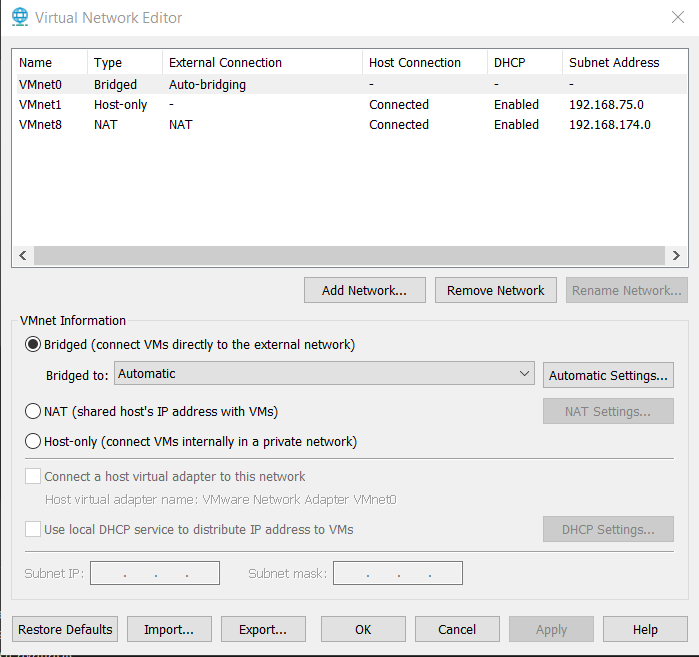 Virtual Network Editor
Name Type External Connection Host Connection DHCP Subnet Address
VMnet0 Bridged Auto-bridging - - -
VMnet1 Host-only - Connected Enabled 192.168.75.0
VMnet8 NAT NAT Connected Enabled 192.168.174.0
Add Network... Remove Network Rename Network...
VMnet Information
Bridged (connect VMs directly to the external network)
Bridged to: Automatic Automatic Settings...
NAT (shared host's IP address with VMs) NAT Settings...
Host-only (connect VMs internally in a private network)
Connect a host virtual adapter to this network
Host virtual adapter name: VMware Network Adapter VMnet0
Use local DHCP service to distribute IP address to VMs DHCP Settings...
Subnet IP: . . . Subnet mask: . . .
Restore Defaults Import... Export... OK Cancel Apply Help